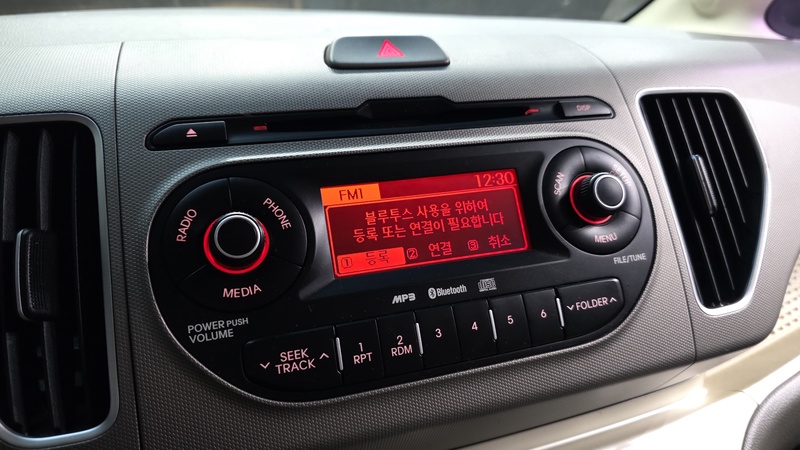 DISP
FM1 12:30
블루투스 사용을 위하여
등록 또는 연결이 필요합니다
① 등록 ② 연결 ③ 취소
RADIO
PHONE
MEDIA
SCAN
MENU
FILE/TUNE
POWER PUSH
VOLUME
MP3 Bluetooth
SEEK
TRACK
1
RPT
2
RDM
3
4
5
6
FOLDER